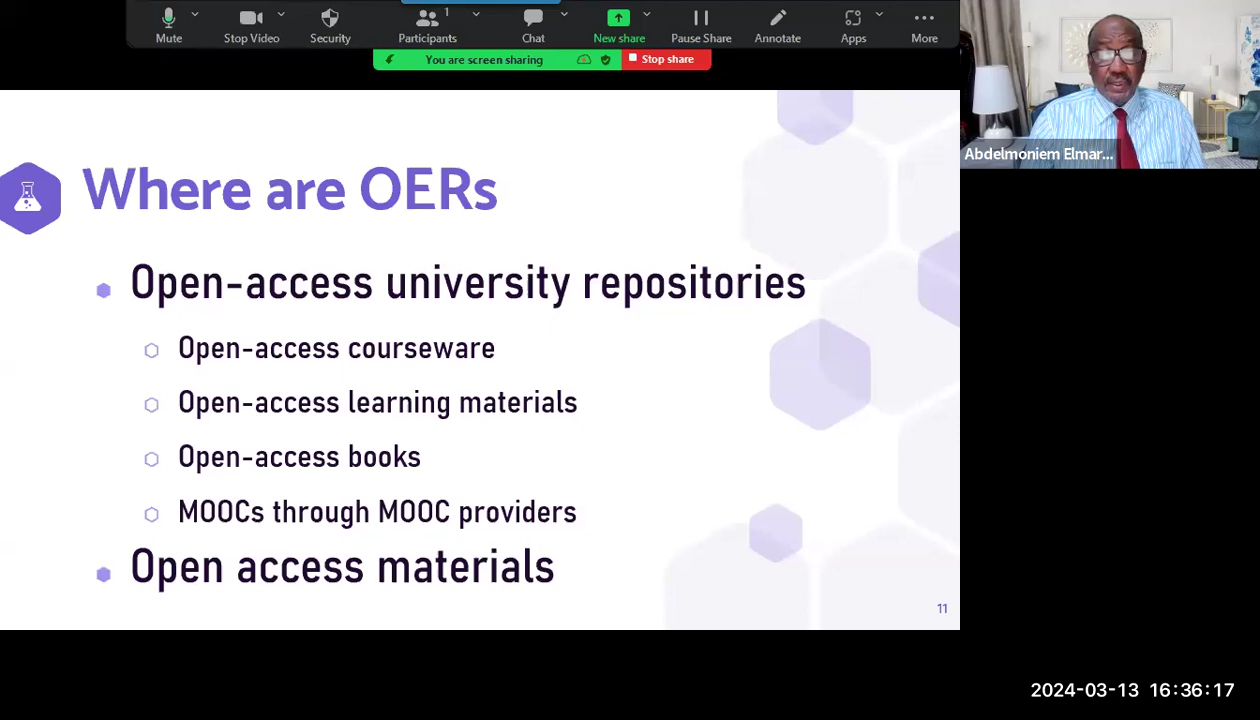 1
Mute
Stop Video
Security
Participants
Chat
New share
Pause Share
Annotate
Apps
More
You are screen sharing
Stop share
Abdelmoniem Elmar...
Where are OERs
Open-access university repositories
Open-access courseware
Open-access learning materials
Open-access books
MOOCs through MOOC providers
Open access materials
11
2024-03-13 16:36:17